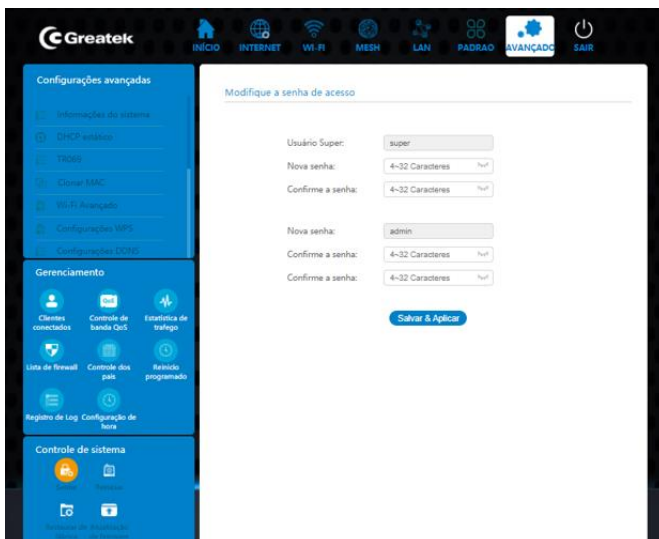 Greatek
INÍCIO INTERNET WI-FI MESH LAN PADRAO AVANÇADO SAIR
Configurações avançadas
Informações do sistema
DHCP estático
TR069
Clonar MAC
Wi-Fi Avançado
Configurações WPS
Configurações DDNS
Gerenciamento
Clientes conectados
Controle de banda QoS
Estatística de trafego
Lista de firewall
Controle dos pais
Reinicio programado
Registro de Log
Configuração de hora
Controle de sistema
Modifique a senha de acesso
Usuário Super: super
Nova senha: 4~32 Caracteres
Confirme a senha: 4~32 Caracteres
Nova senha: admin
Confirme a senha: 4~32 Caracteres
Confirme a senha: 4~32 Caracteres
Salvar & Aplicar